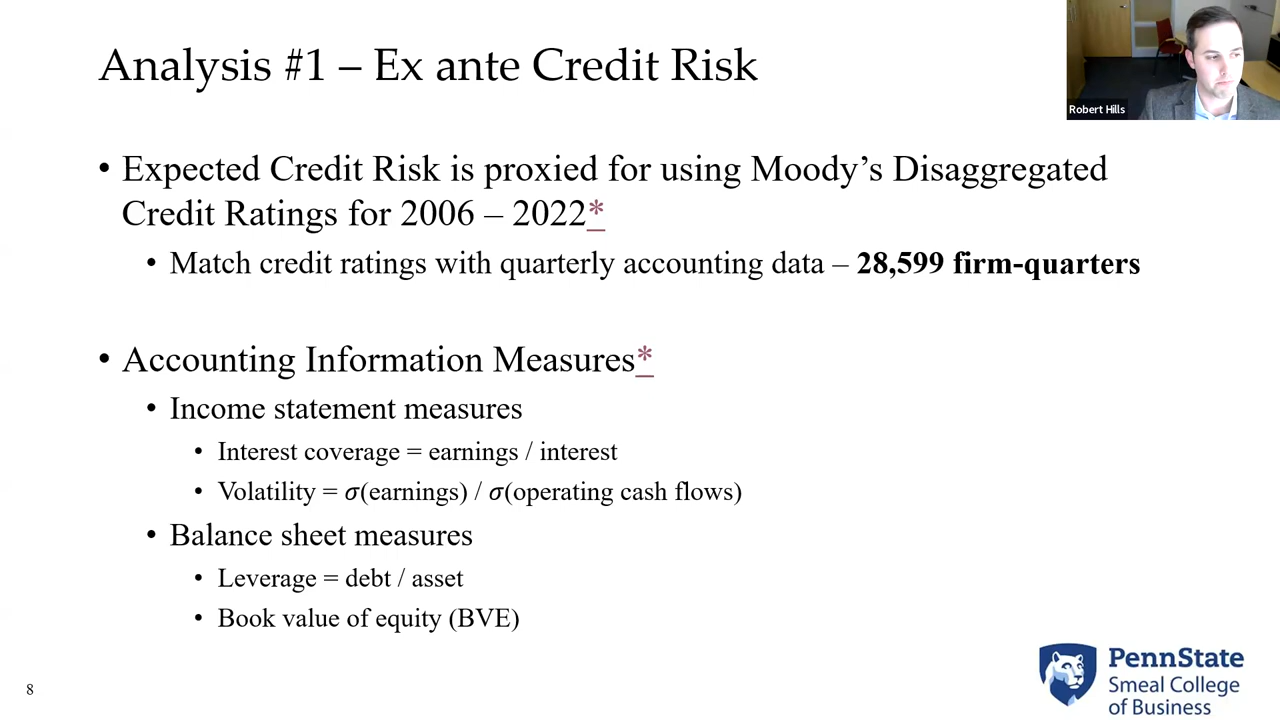 Analysis #1 – Ex ante Credit Risk
Robert Hills
• Expected Credit Risk is proxied for using Moody's Disaggregated
Credit Ratings for 2006 – 2022*
• Match credit ratings with quarterly accounting data – 28,599 firm-quarters
• Accounting Information Measures*
• Income statement measures
• Interest coverage = earnings / interest
• Volatility = σ(earnings) / σ(operating cash flows)
• Balance sheet measures
• Leverage = debt / asset
• Book value of equity (BVE)
8
PennState
Smeal College
of Business